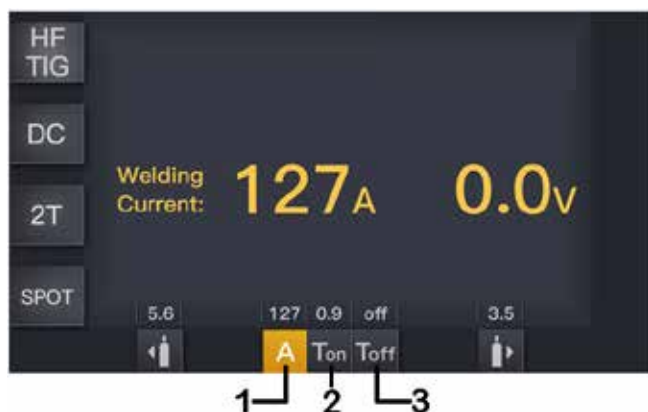 HF
TIG
DC
2T
SPOT
Welding
Current:
127A
0.0V
5.6
127
0.9
off
3.5
A
Ton
Toff
1
2
3